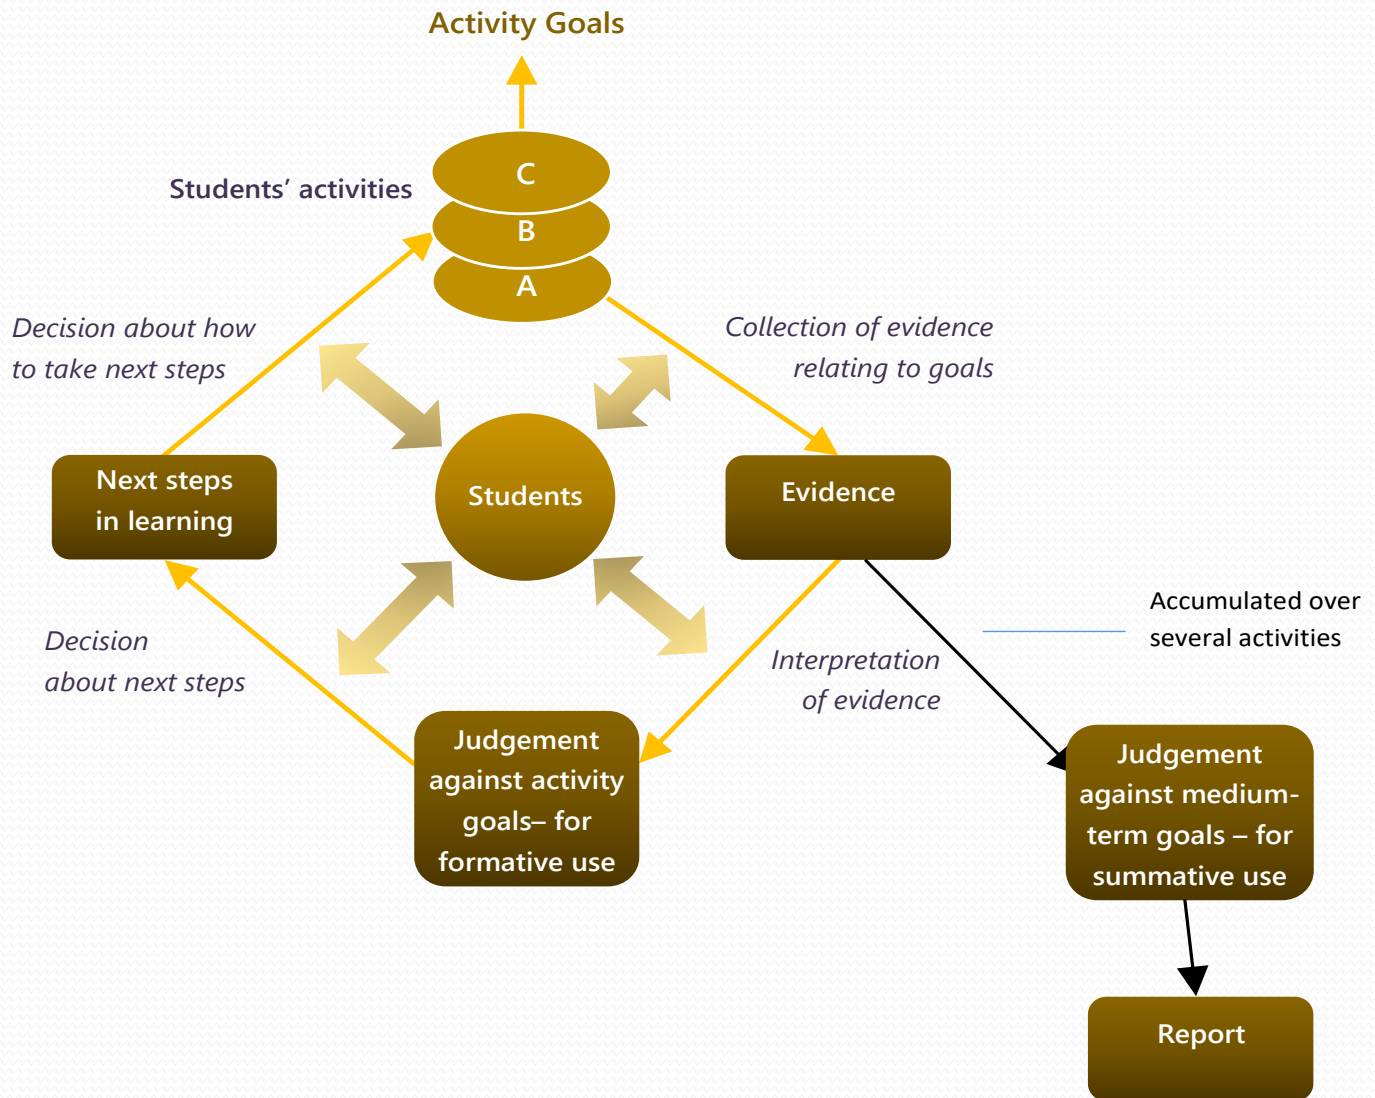 Activity Goals
C
Students’ activities
B
A
Decision about how
to take next steps
Collection of evidence
relating to goals
Next steps
in learning
Students
Evidence
Accumulated over
several activities
Decision
about next steps
Interpretation
of evidence
Judgement
against activity
goals– for
formative use
Judgement
against medium-
term goals – for
summative use
Report